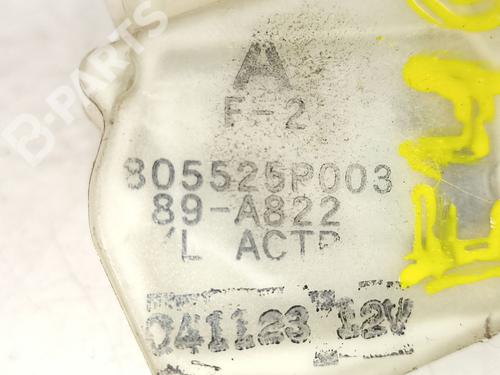 A
F-2
805525P003
89-A822
'L ACTR
041123 12V
B-PARTS